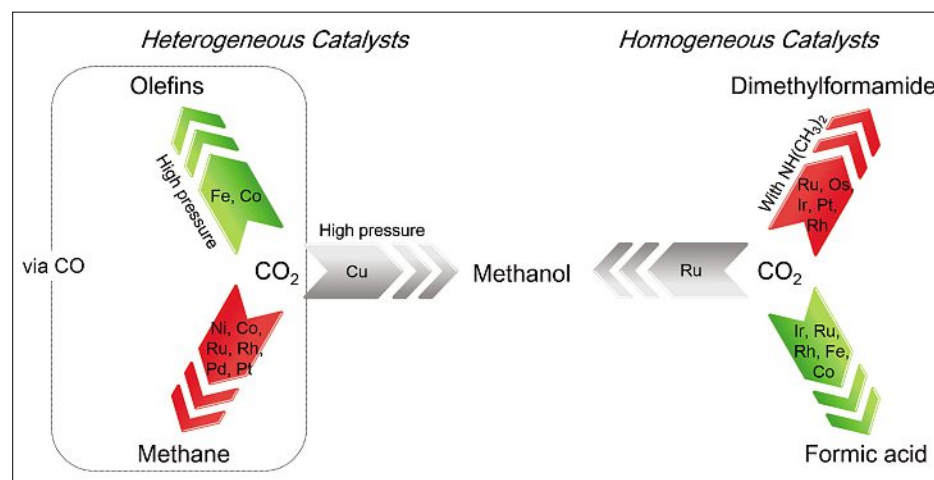 Heterogeneous Catalysts
Homogeneous Catalysts
Olefins
High pressure
Fe, Co
via CO
CO₂
High pressure
Cu
Methanol
Ni, Co,
Ru, Rh,
Pd, Pt
Methane
Dimethylformamide
With NH(CH₃)₂
Ru, Os,
Ir, Pt,
Rh
Ru
CO₂
Ir, Ru,
Rh, Fe,
Co
Formic acid